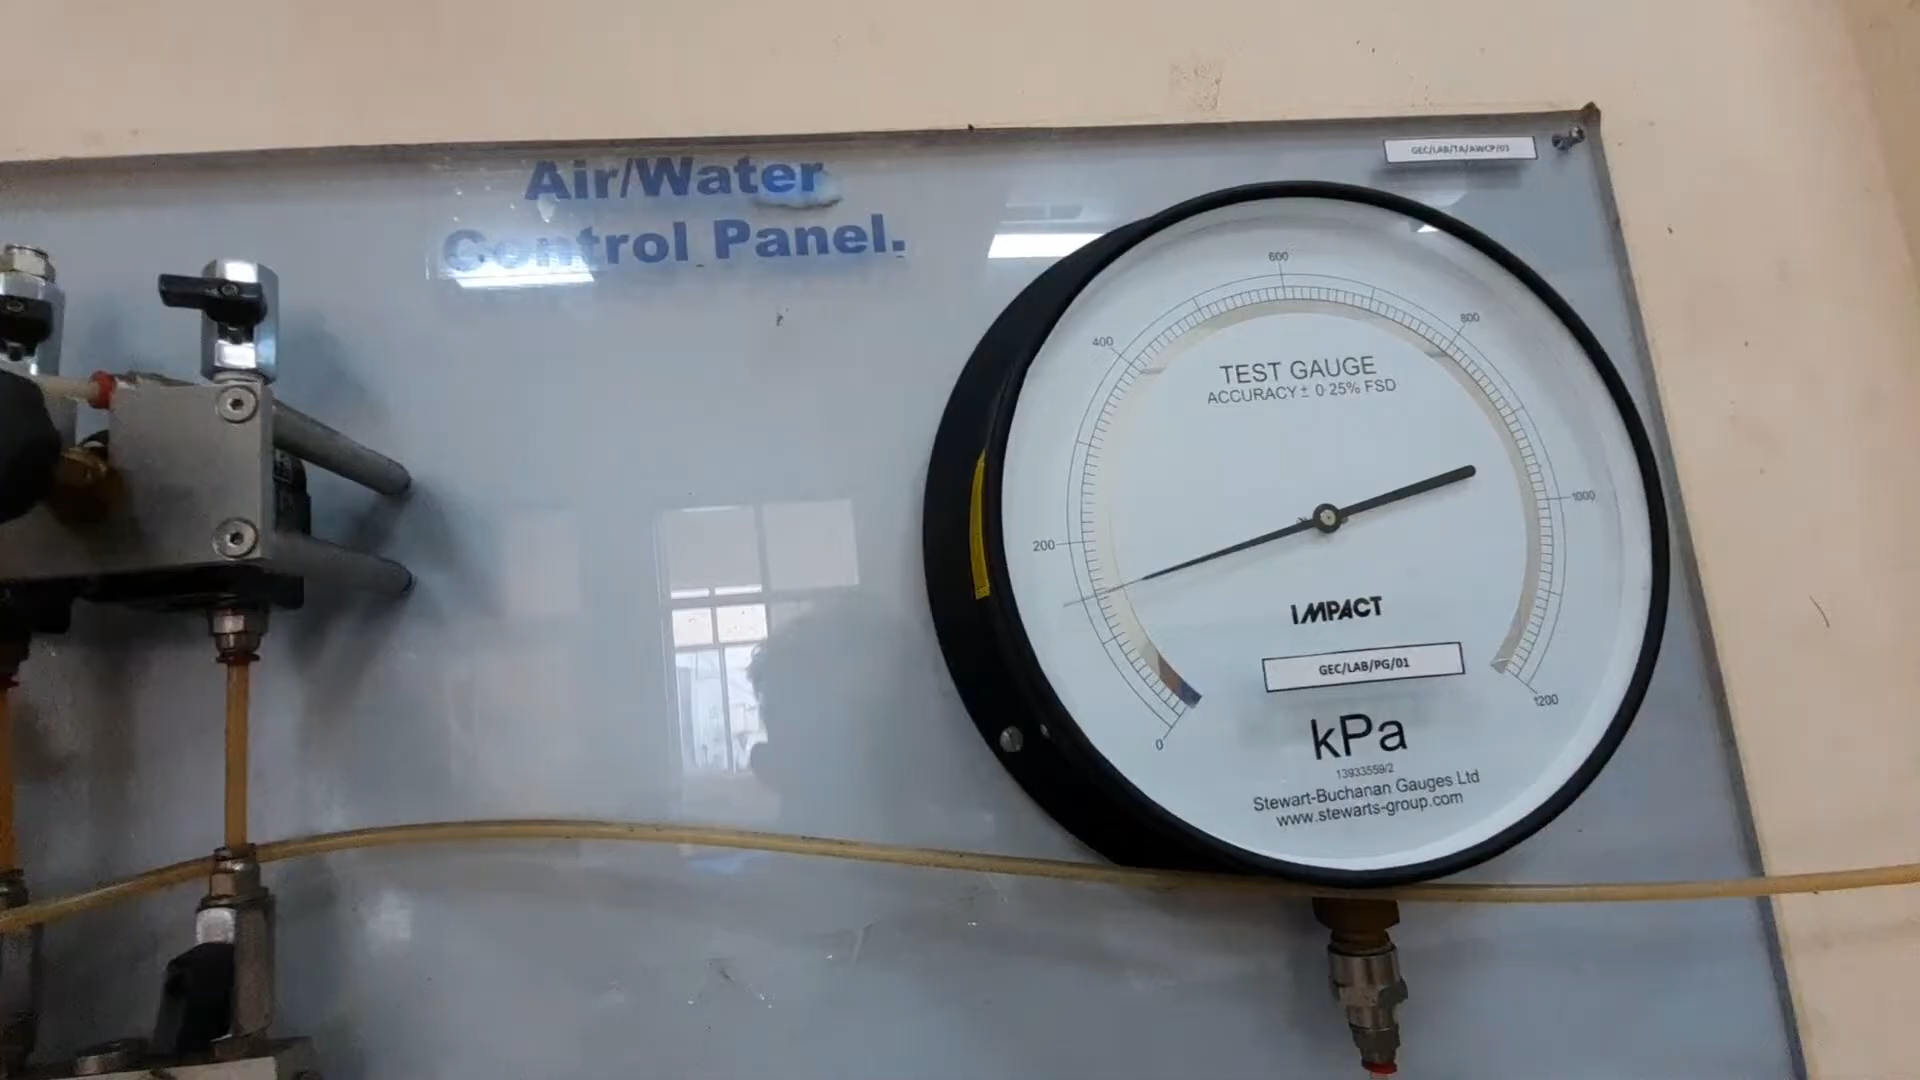 Air/Water
Control Panel.
GEC/LAB/TA/AWCP/01
600
400
800
200
1000
0
1200
TEST GAUGE
ACCURACY ± 0·25% FSD
IMPACT
GEC/LAB/PG/01
kPa
13933559/2
Stewart-Buchanan Gauges Ltd
www.stewarts-group.com